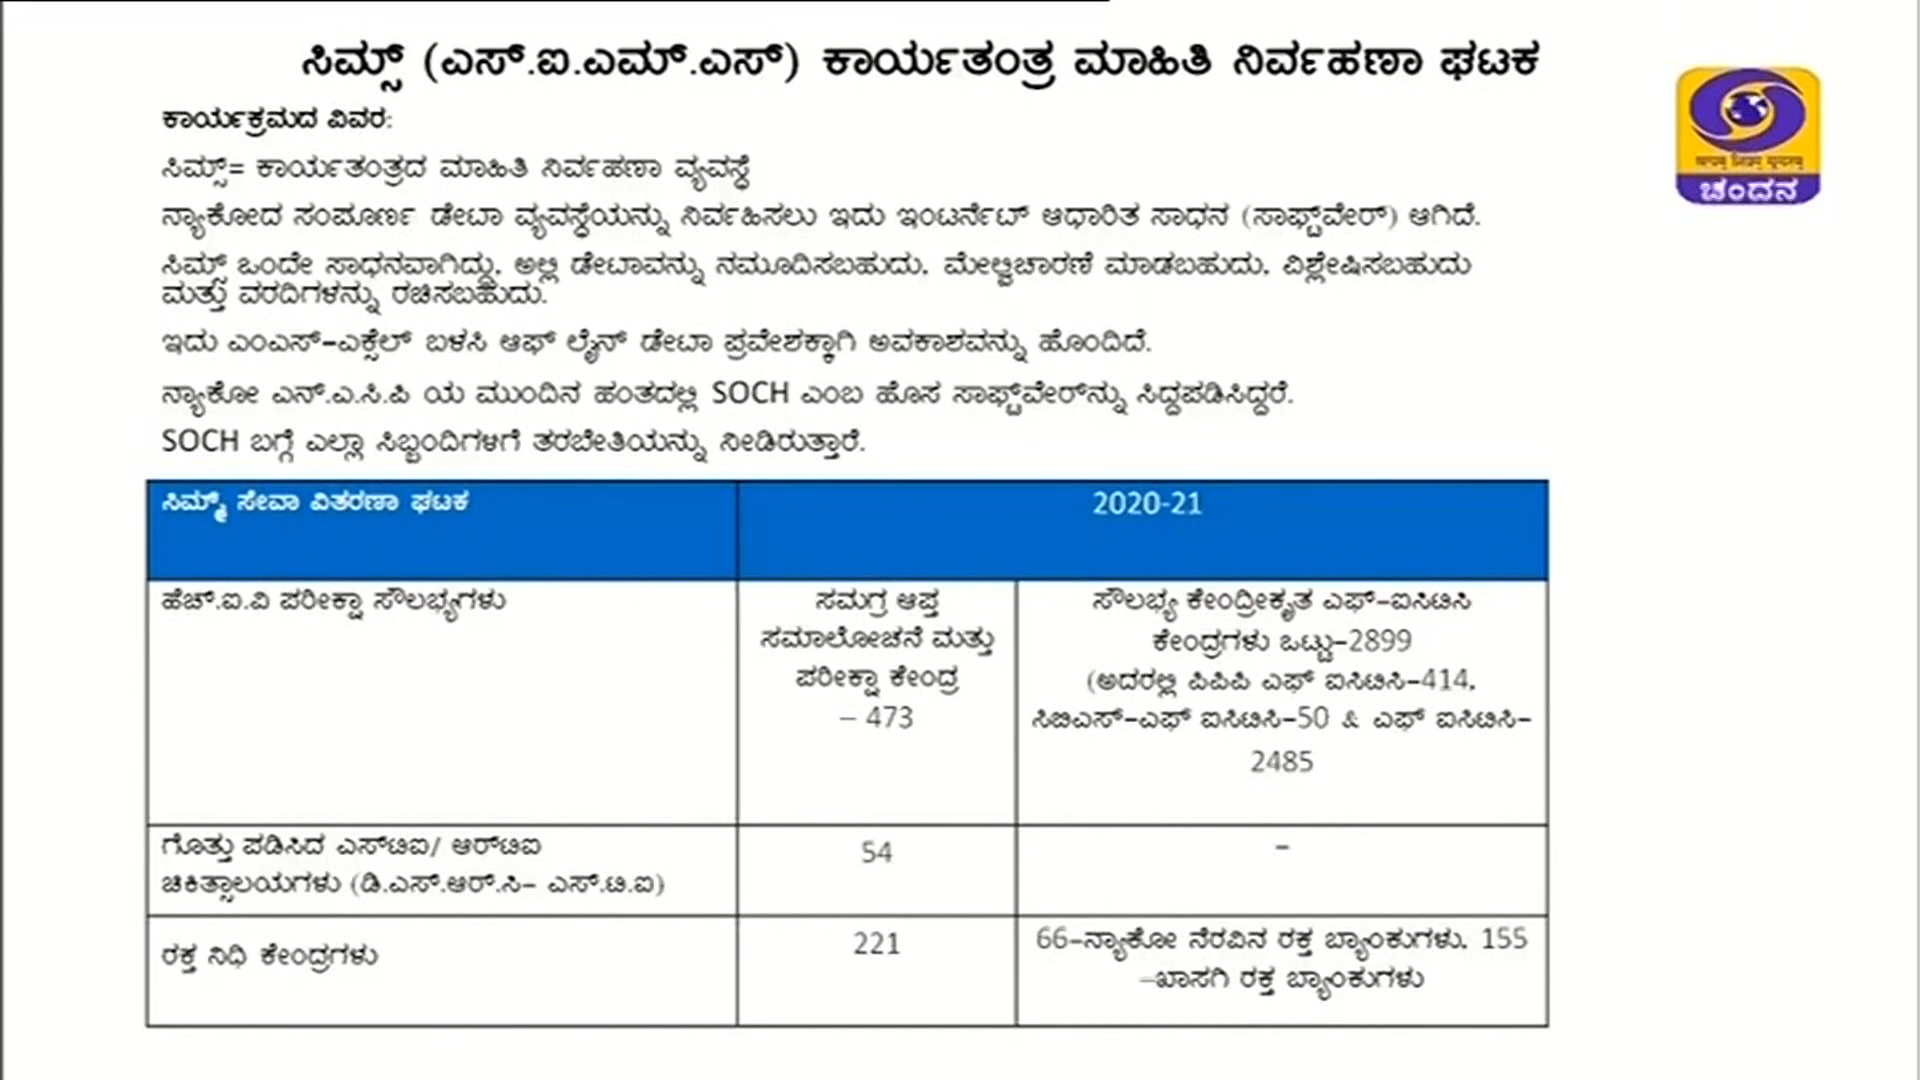 ಸಿಮ್ಸ್ (ಎಸ್.ಐ.ಎಮ್.ಎಸ್) ಕಾರ್ಯತಂತ್ರ ಮಾಹಿತಿ ನಿರ್ವಹಣಾ ಘಟಕ
ಕಾರ್ಯಕ್ರಮದ ವಿವರ:
ಸಿಮ್ಸ್= ಕಾರ್ಯತಂತ್ರದ ಮಾಹಿತಿ ನಿರ್ವಹಣಾ ವ್ಯವಸ್ಥೆ
ನ್ಯಾಕೋದ ಸಂಪೂರ್ಣ ಡೇಟಾ ವ್ಯವಸ್ಥೆಯನ್ನು ನಿರ್ವಹಿಸಲು ಇದು ಇಂಟರ್ನೆಟ್ ಆಧಾರಿತ ಸಾಧನ (ಸಾಫ್ಟ್‌ವೇರ್) ಆಗಿದೆ.
ಸಿಮ್ಸ್ ಒಂದೇ ಸಾಧನವಾಗಿದ್ದು, ಅಲ್ಲಿ ಡೇಟಾವನ್ನು ನಮೂದಿಸಬಹುದು, ಮೇಲ್ವಿಚಾರಣೆ ಮಾಡಬಹುದು, ವಿಶ್ಲೇಷಿಸಬಹುದು
ಮತ್ತು ವರದಿಗಳನ್ನು ರಚಿಸಬಹುದು.
ಇದು ಎಂಎಸ್-ಎಕ್ಸೆಲ್ ಬಳಸಿ ಆಫ್ ಲೈನ್ ಡೇಟಾ ಪ್ರವೇಶಕ್ಕಾಗಿ ಅವಕಾಶವನ್ನು ಹೊಂದಿದೆ.
ನ್ಯಾಕೋ ಎನ್.ಎ.ಸಿ.ಪಿ ಯ ಮುಂದಿನ ಹಂತದಲ್ಲಿ SOCH ಎಂಬ ಹೊಸ ಸಾಫ್ಟ್‌ವೇರ್‌ನ್ನು ಸಿದ್ಧಪಡಿಸಿದ್ಧರೆ.
SOCH ಬಗ್ಗೆ ಎಲ್ಲಾ ಸಿಬ್ಬಂದಿಗಳಿಗೆ ತರಬೇತಿಯನ್ನು ನೀಡಿರುತ್ತಾರೆ.
ಸಿಮ್ಸ್ ಸೇವಾ ವಿತರಣಾ ಘಟಕ 2020-21
ಹೆಚ್.ಐ.ವಿ ಪರೀಕ್ಷಾ ಸೌಲಭ್ಯಗಳು
ಸಮಗ್ರ ಆಪ್ತ
ಸಮಾಲೋಚನೆ ಮತ್ತು
ಪರೀಕ್ಷಾ ಕೇಂದ್ರ
– 473
ಸೌಲಭ್ಯ ಕೇಂದ್ರೀಕೃತ ಎಫ್-ಐಸಿಟಿಸಿ
ಕೇಂದ್ರಗಳು ಒಟ್ಟು-2899
(ಅದರಲ್ಲಿ ಪಿಪಿಪಿ ಎಫ್ ಐಸಿಟಿಸಿ-414,
ಸಿಬಿಎಸ್-ಎಫ್ ಐಸಿಟಿಸಿ-50 & ಎಫ್ ಐಸಿಟಿಸಿ-
2485
ಗೊತ್ತು ಪಡಿಸಿದ ಎಸ್‌ಟಿಐ/ ಆರ್‌ಟಿಐ
ಚಿಕಿತ್ಸಾಲಯಗಳು (ಡಿ.ಎಸ್.ಆರ್.ಸಿ- ಎಸ್.ಟಿ.ಐ)
54
-
ರಕ್ತ ನಿಧಿ ಕೇಂದ್ರಗಳು
221
66-ನ್ಯಾಕೋ ನೆರವಿನ ರಕ್ತ ಬ್ಯಾಂಕುಗಳು, 155
-ಖಾಸಗಿ ರಕ್ತ ಬ್ಯಾಂಕುಗಳು
सत्यम् शिवम् सुन्दरम्
ಚಂದನ